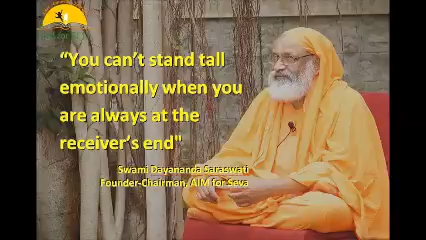 “You can’t stand tall
emotionally when you
are always at the
receiver’s end"
Swami Dayananda Saraswati
Founder-Chairman, AIM for Seva